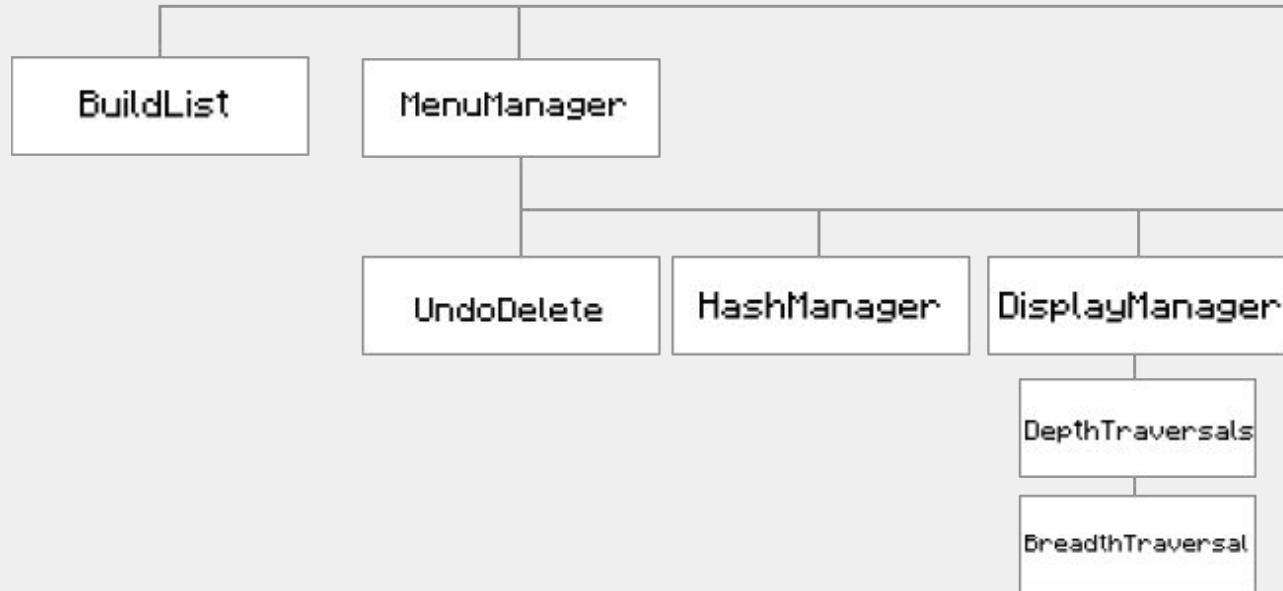 BuildList
MenuManager
UndoDelete
HashManager
DisplayManager
DepthTraversals
BreadthTraversal